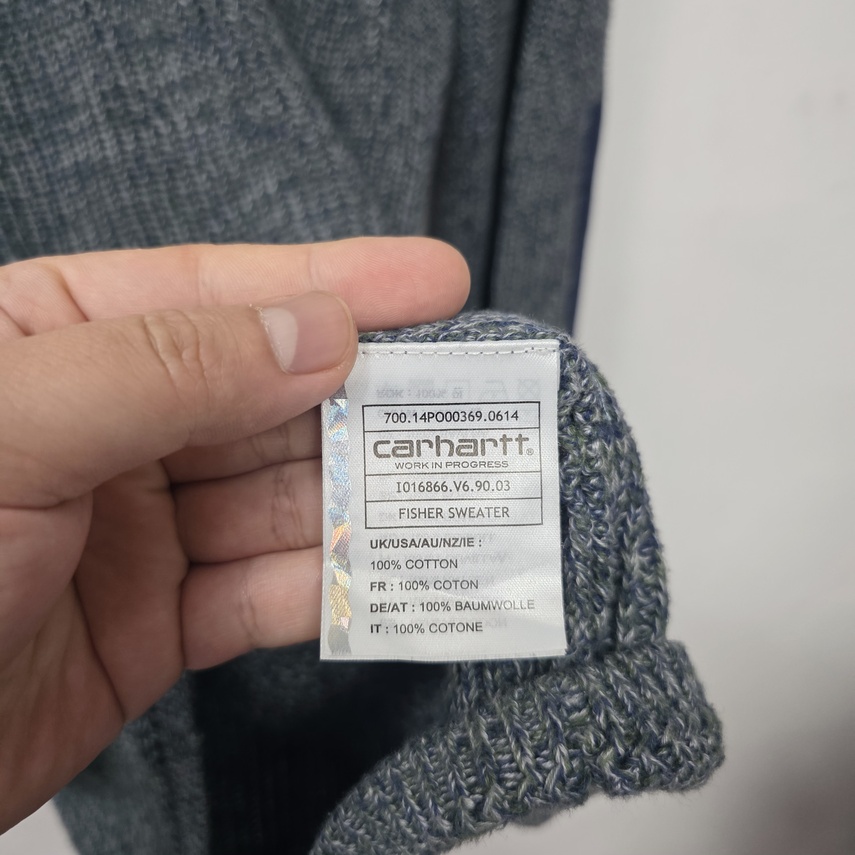 700.14PO00369.0614
carhartt®
WORK IN PROGRESS
I016866.V6.90.03
FISHER SWEATER
UK/USA/AU/NZ/IE :
100% COTTON
FR : 100% COTON
DE/AT : 100% BAUMWOLLE
IT : 100% COTONE